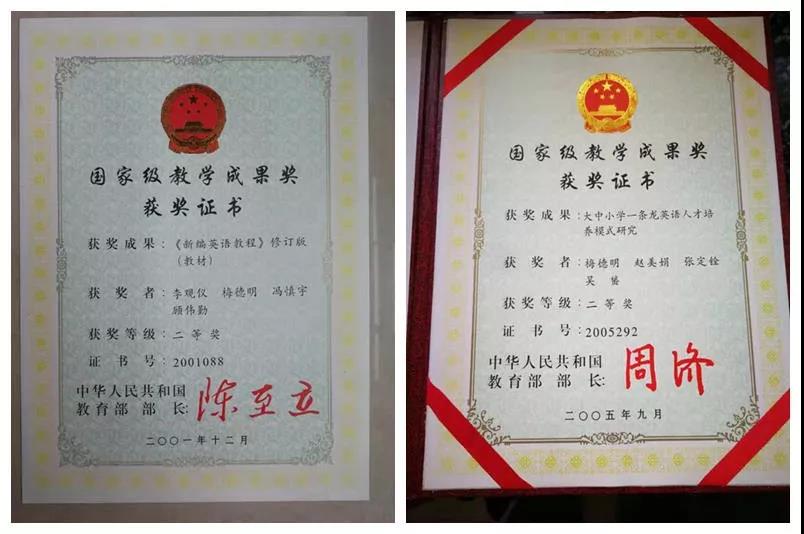 国家级教学成果奖
获奖证书
获奖成果：《新编英语教程》修订版
（教材）
获奖者：李观仪 梅德明 冯慎宇
顾伟勤
获奖等级：二等奖
证书号：2001088
中华人民共和国
教育部部长：陈至立
二〇〇一年十二月
国家级教学成果奖
获奖证书
获奖成果：大中小学一条龙英语人才培
养模式研究
获奖者：梅德明 赵美娟 张定铨
吴赟
获奖等级：二等奖
证书号：2005292
中华人民共和国
教育部部长：周济
二〇〇五年九月